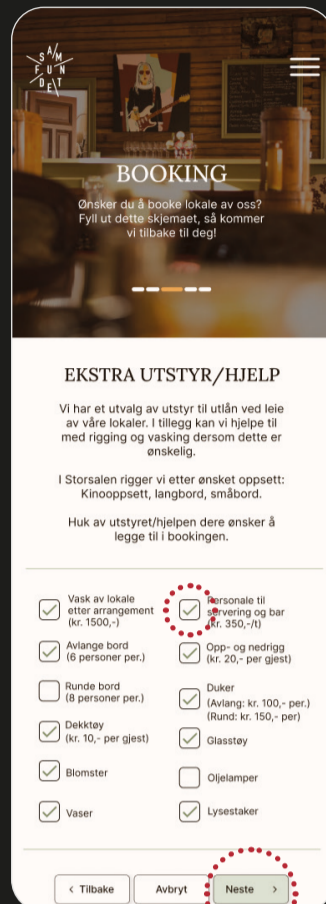 SAM
FUN
DET
BOOKING
Ønsker du å booke lokale av oss?
Fyll ut dette skjemaet, så kommer
vi tilbake til deg!
EKSTRA UTSTYR/HJELP
Vi har et utvalg av utstyr til utlån ved leie
av våre lokaler. I tillegg kan vi hjelpe til
med rigging og vasking dersom dette er
ønskelig.
I Storsalen rigger vi etter ønsket oppsett:
Kinooppsett, langbord, småbord.
Huk av utstyret/hjelpen dere ønsker å
legge til i bookingen.
Vask av lokale
etter arrangement
(kr. 1500,-)
Personale til
servering og bar
(kr. 350,-/t)
Avlange bord
(6 personer per.)
Opp- og nedrigg
(kr. 20,- per gjest)
Runde bord
(8 personer per.)
Duker
(Avlang: kr. 100,- per.)
(Rund: kr. 150,- per)
Dekktøy
(kr. 10,- per gjest)
Glasstøy
Blomster
Oljelamper
Vaser
Lysestaker
< Tilbake
Avbryt
Neste >